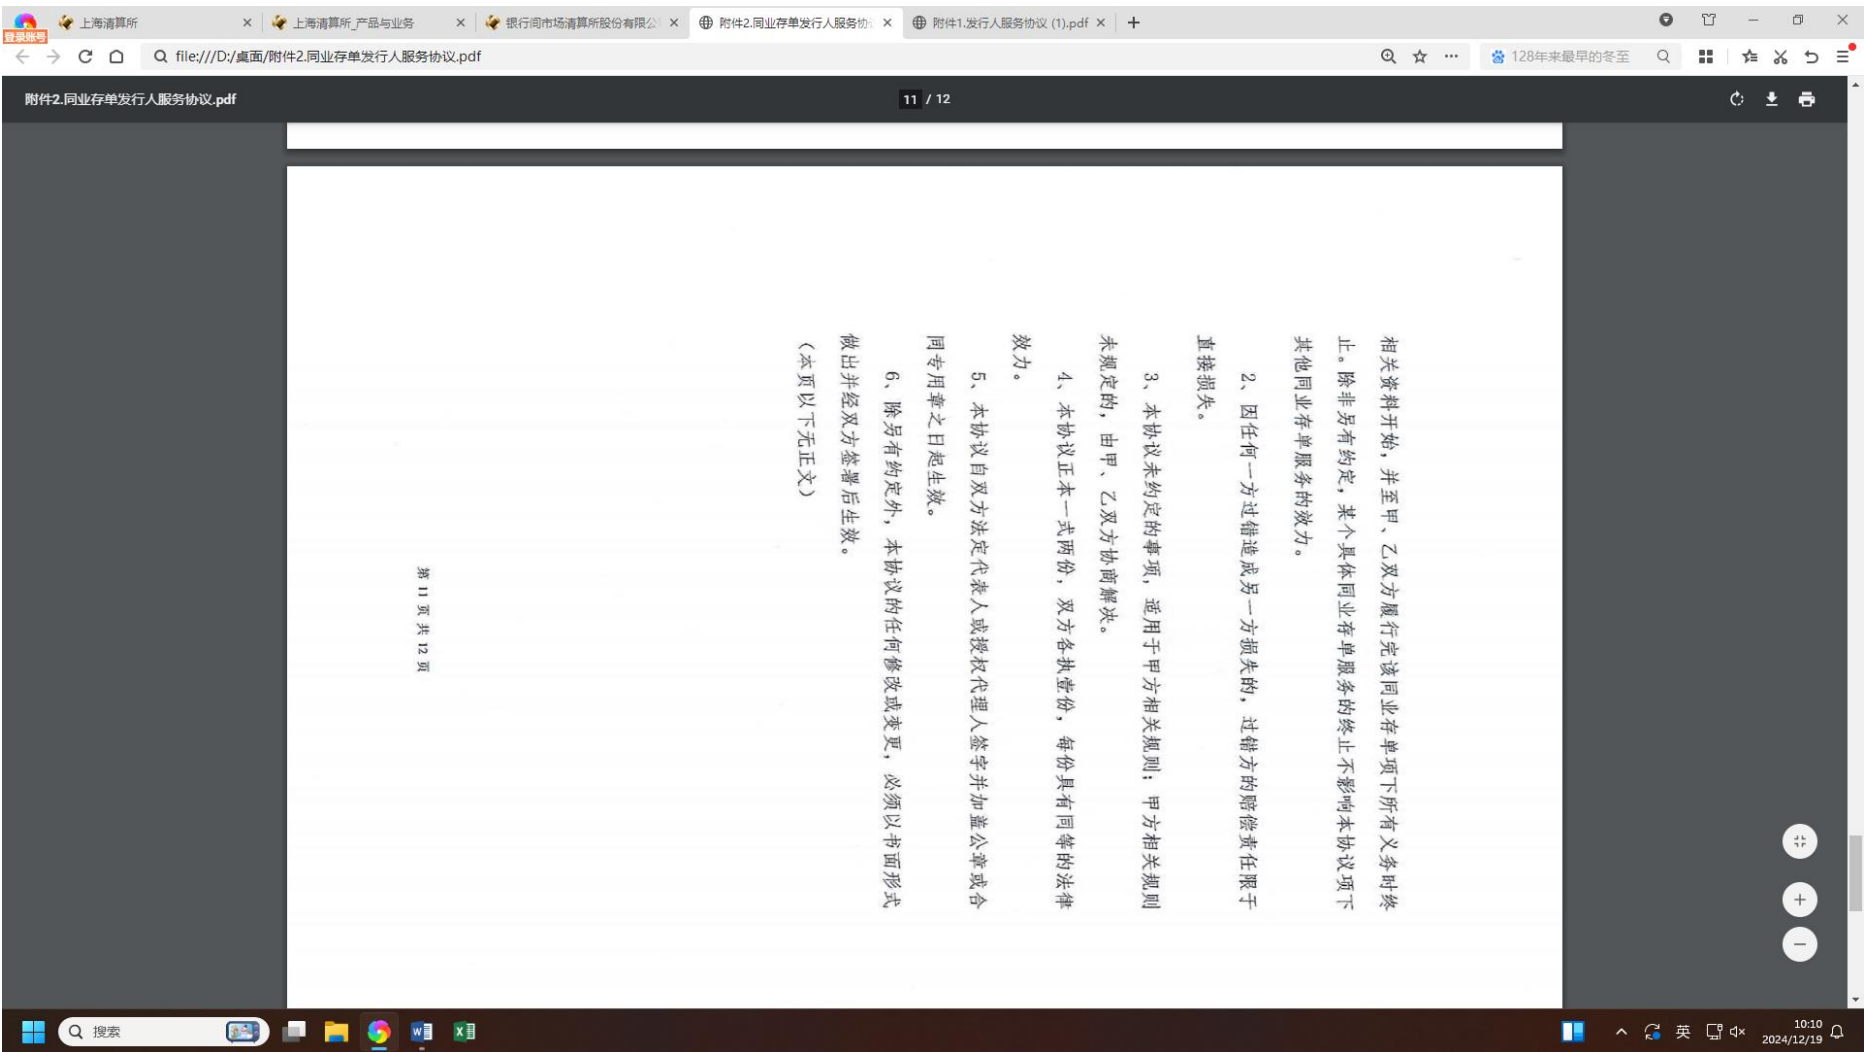 上海清算所
上海清算所_产品与业务
银行间市场清算所股份有限公
附件2.同业存单发行人服务协
附件1.发行人服务协议 (1).pdf
登录账号
file:///D:/桌面/附件2.同业存单发行人服务协议.pdf
128年来最早的冬至
附件2.同业存单发行人服务协议.pdf
11 / 12
相关资料开始，并至甲、乙双方履行完该同业存单项下所有义务时终
止。除非另有约定，某个具体同业存单服务的终止不影响本协议项下
其他同业存单服务的效力。
2、因任何一方过错造成另一方损失的，过错方的赔偿责任限于
直接损失。
3、本协议未约定的事项，适用于甲方相关规则；甲方相关规则
未规定的，由甲、乙双方协商解决。
4、本协议正本一式两份，双方各执壹份，每份具有同等的法律
效力。
5、本协议自双方法定代表人或授权代理人签字并加盖公章或合
同专用章之日起生效。
6、除另有约定外，本协议的任何修改或变更，必须以书面形式
做出并经双方签署后生效。
（本页以下无正文）
第 11 页 共 12 页
搜索
英
10:10
2024/12/19